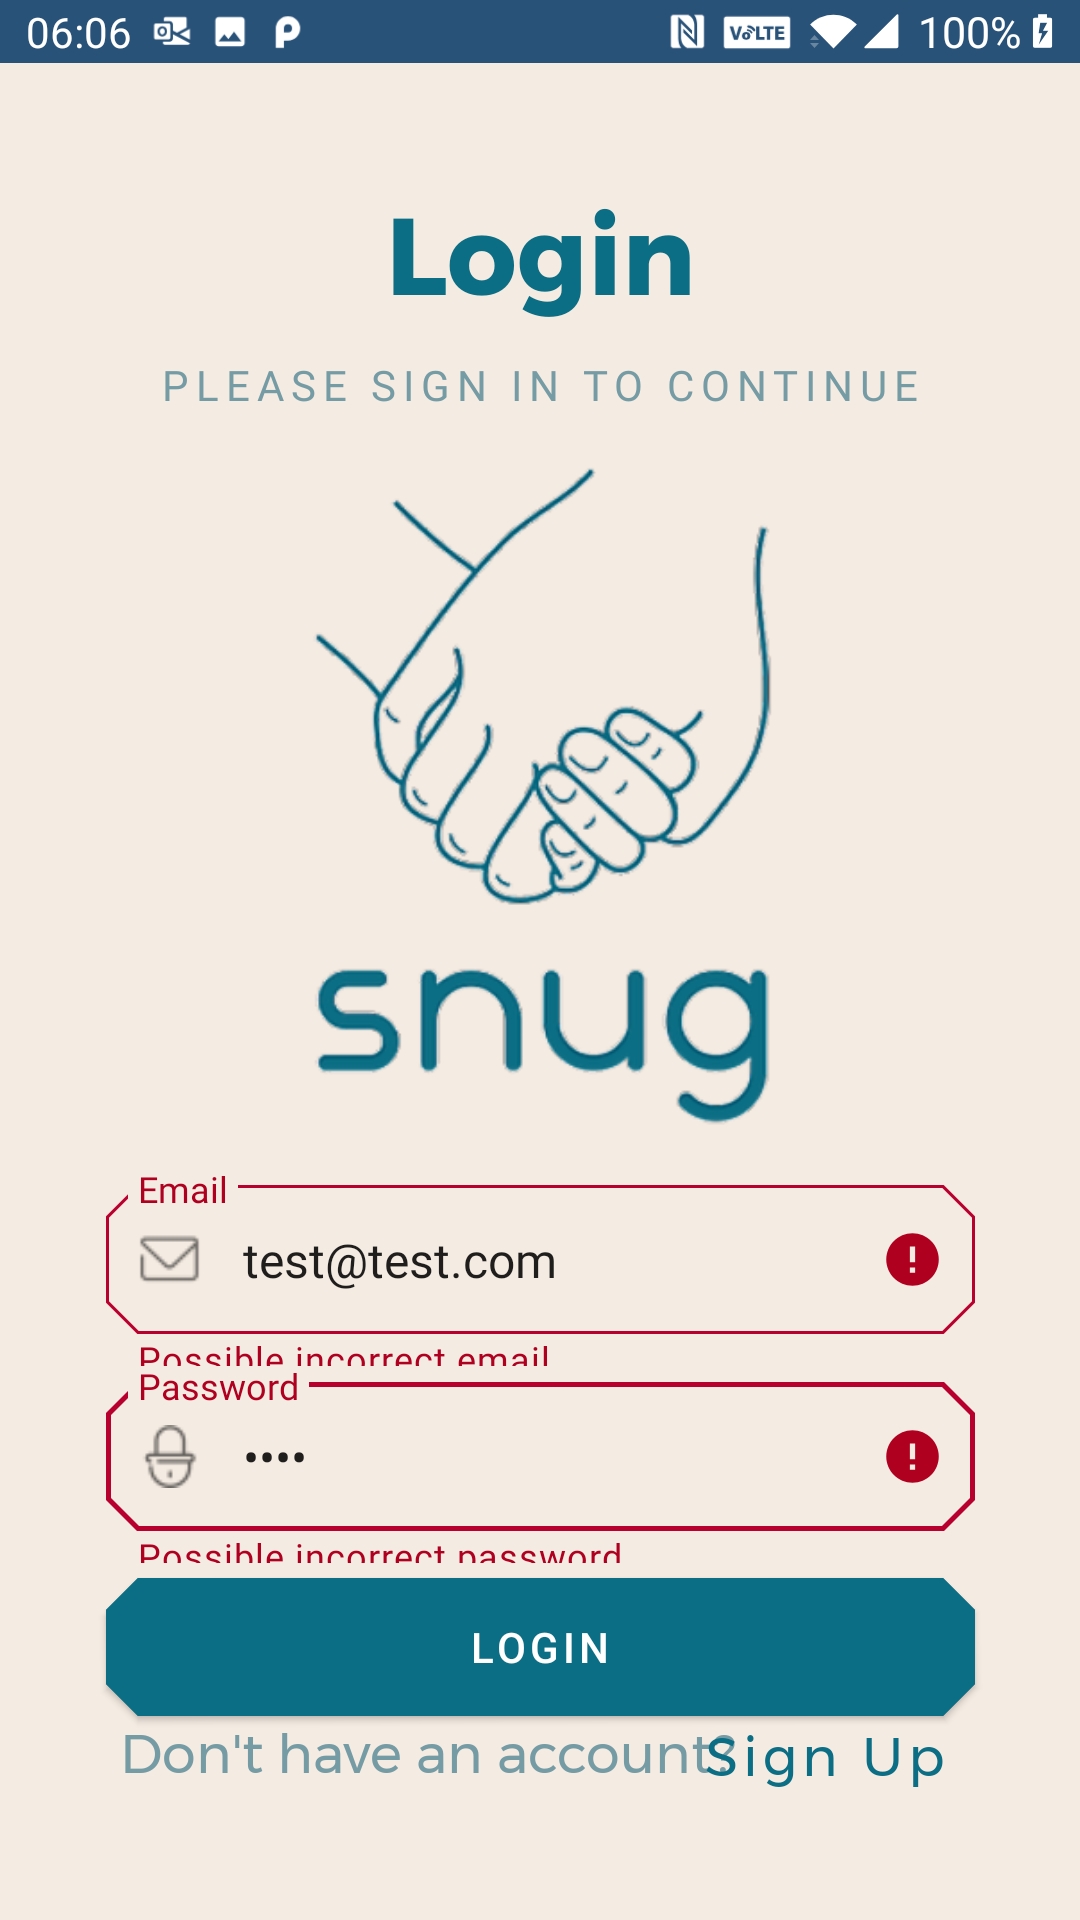 06:06 VoLTE 100%
Login
PLEASE SIGN IN TO CONTINUE
snug
Email
test@test.com
Possible incorrect email
Password
••••
Possible incorrect password
LOGIN
Don't have an account? Sign Up